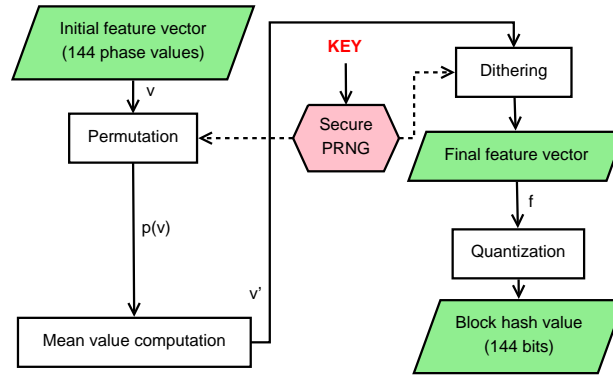 Initial feature vector
(144 phase values)
v
Permutation
p(v)
Mean value computation
v'
KEY
Secure
PRNG
Dithering
Final feature vector
f
Quantization
Block hash value
(144 bits)